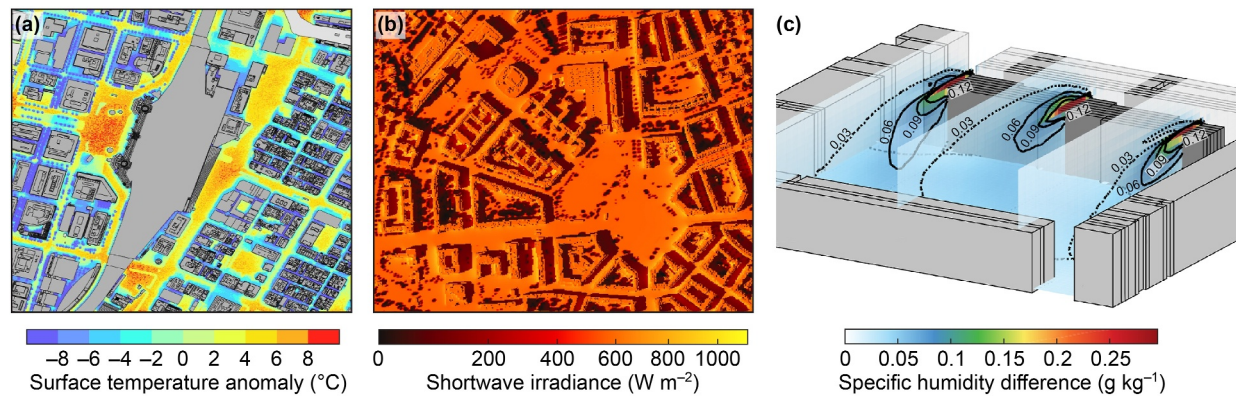 (a)
(b)
(c)
0.03
0.06
0.09
0.12
0.03
0.06
0.09
0.12
0.03
0.06
0.09
0.12
−8 −6 −4 −2 0 2 4 6 8
Surface temperature anomaly (°C)
0 200 400 600 800 1000
Shortwave irradiance (W m⁻²)
0 0.05 0.1 0.15 0.2 0.25
Specific humidity difference (g kg⁻¹)